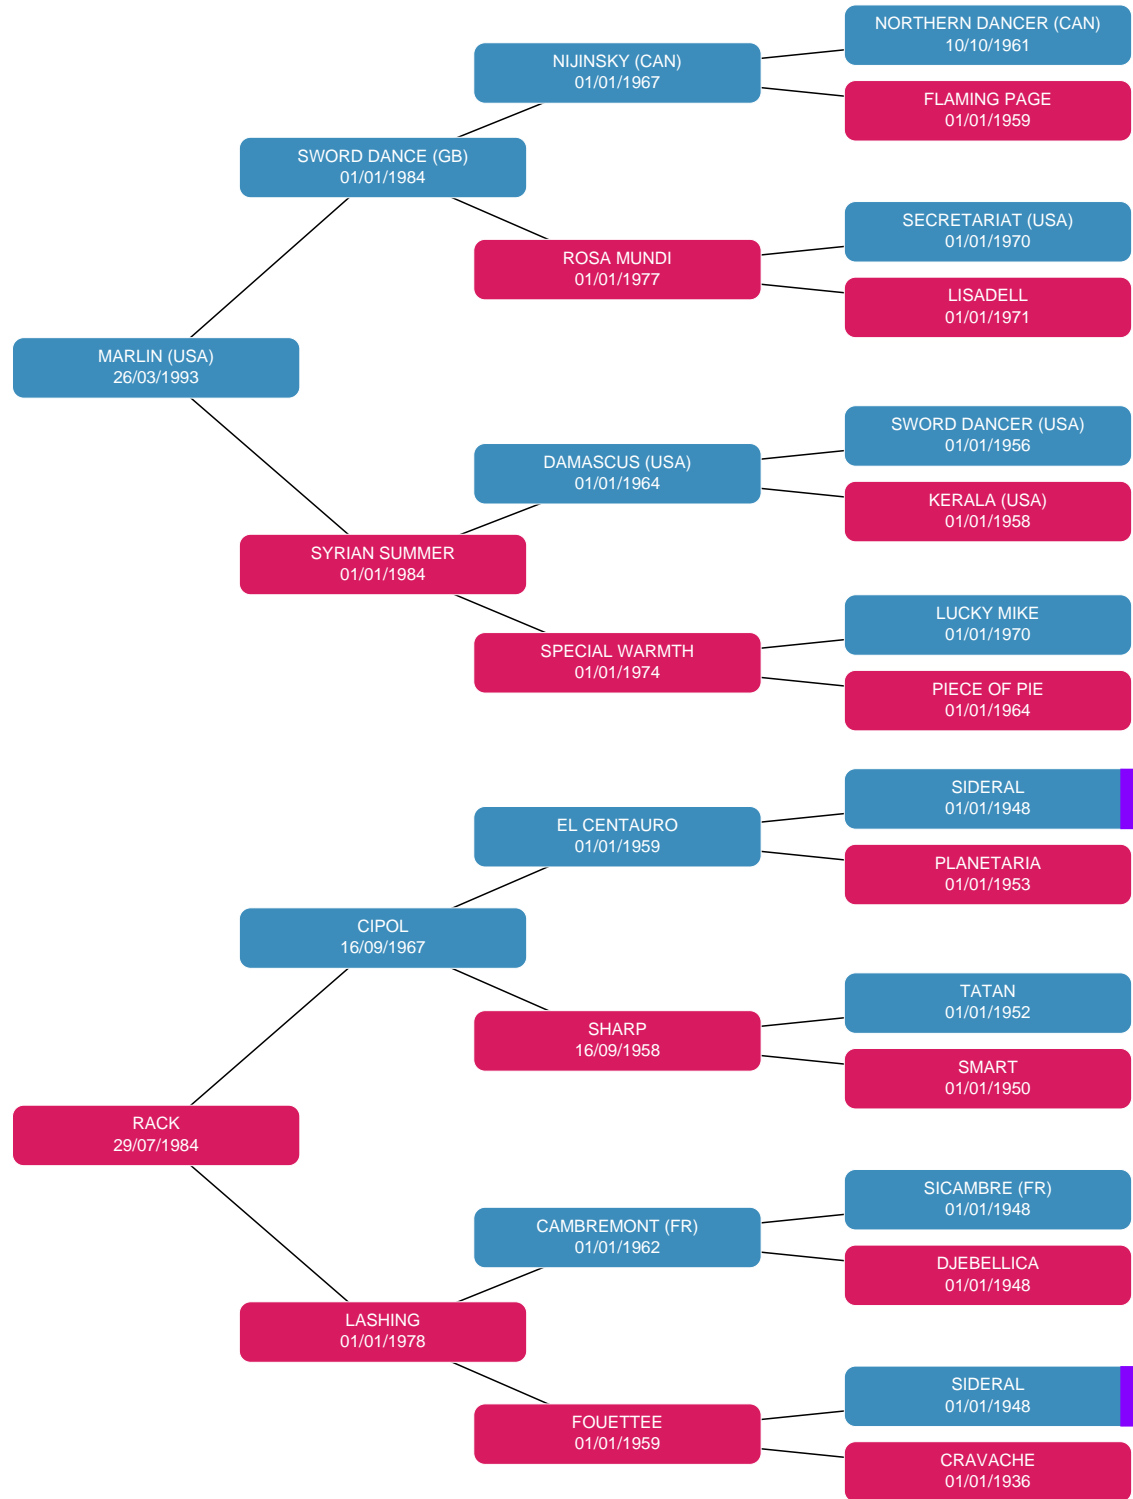 NORTHERN DANCER (CAN)
10/10/1961
NIJINSKY (CAN)
01/01/1967
FLAMING PAGE
01/01/1959
SWORD DANCE (GB)
01/01/1984
SECRETARIAT (USA)
01/01/1970
ROSA MUNDI
01/01/1977
LISADELL
01/01/1971
MARLIN (USA)
26/03/1993
SWORD DANCER (USA)
01/01/1956
DAMASCUS (USA)
01/01/1964
KERALA (USA)
01/01/1958
SYRIAN SUMMER
01/01/1984
LUCKY MIKE
01/01/1970
SPECIAL WARMTH
01/01/1974
PIECE OF PIE
01/01/1964
SIDERAL
01/01/1948
EL CENTAURO
01/01/1959
PLANETARIA
01/01/1953
CIPOL
16/09/1967
TATAN
01/01/1952
SHARP
16/09/1958
SMART
01/01/1950
RACK
29/07/1984
SICAMBRE (FR)
01/01/1948
CAMBREMONT (FR)
01/01/1962
DJEBELLICA
01/01/1948
LASHING
01/01/1978
SIDERAL
01/01/1948
FOUETTEE
01/01/1959
CRAVACHE
01/01/1936